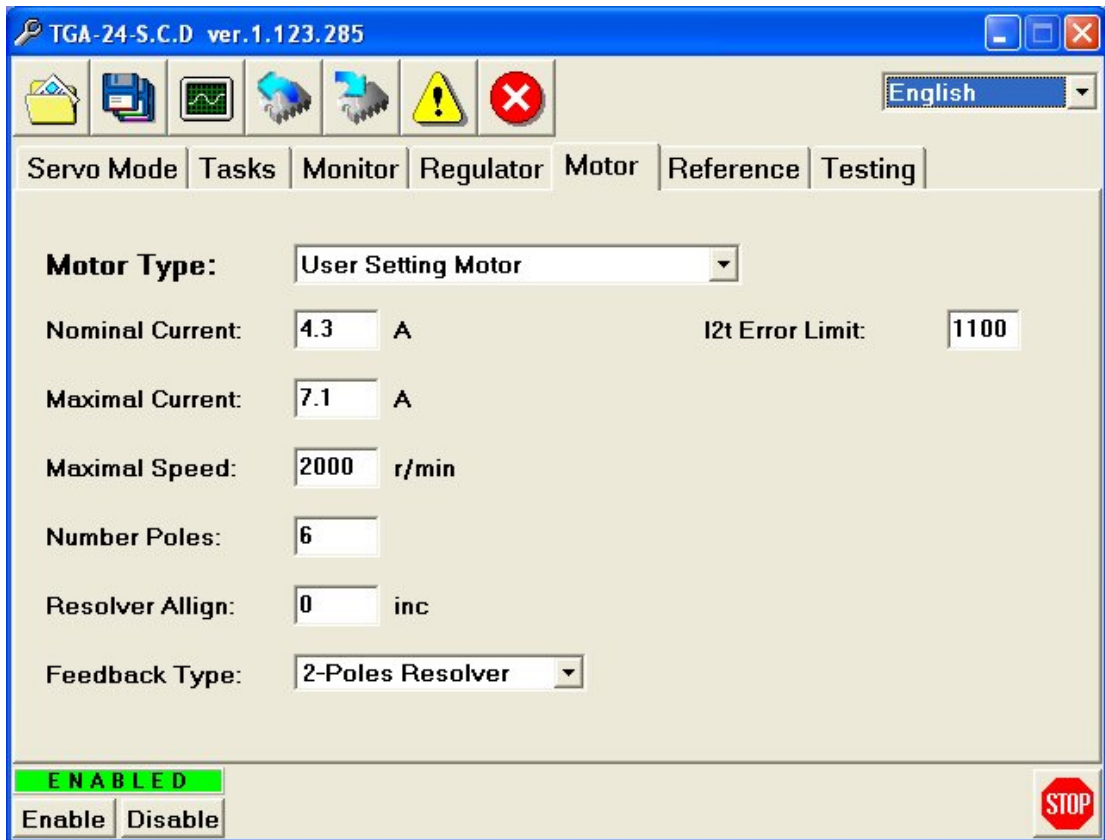 TGA-24-S.C.D ver.1.123.285
English
Servo Mode Tasks Monitor Regulator Motor Reference Testing
Motor Type: User Setting Motor
Nominal Current: 4.3 A I2t Error Limit: 1100
Maximal Current: 7.1 A
Maximal Speed: 2000 r/min
Number Poles: 6
Resolver Allign: 0 inc
Feedback Type: 2-Poles Resolver
ENABLED
Enable Disable STOP